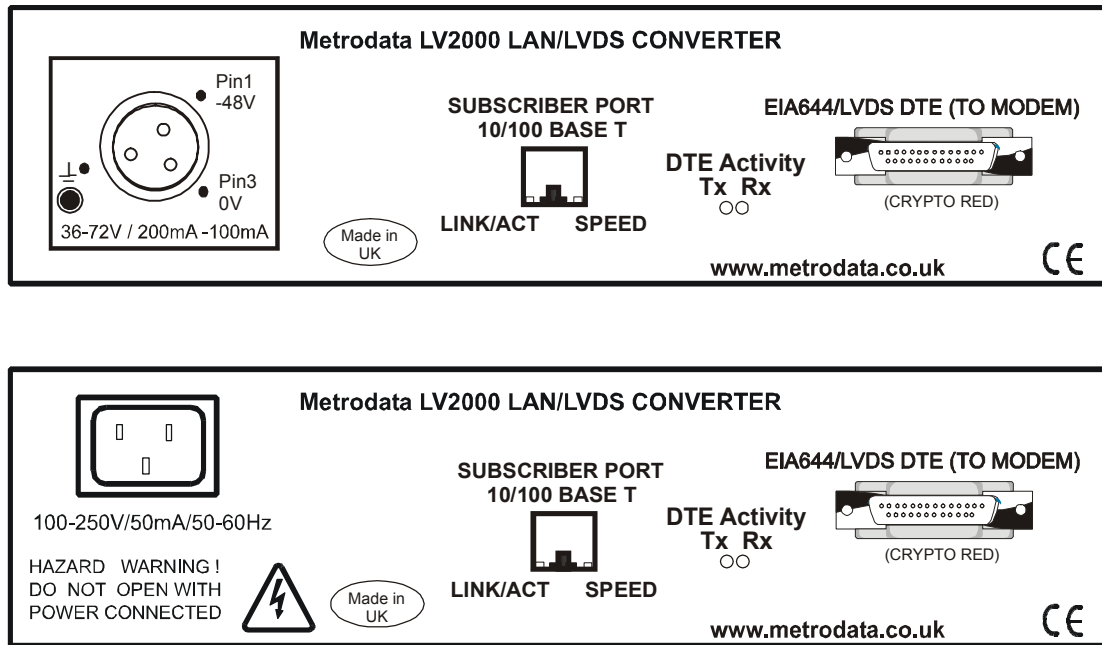 Metrodata LV2000 LAN/LVDS CONVERTER
Pin1
-48V
Pin3
0V
36-72V / 200mA -100mA
Made in
UK
SUBSCRIBER PORT
10/100 BASE T
LINK/ACT SPEED
DTE Activity
Tx Rx
EIA644/LVDS DTE (TO MODEM)
(CRYPTO RED)
www.metrodata.co.uk
CE
Metrodata LV2000 LAN/LVDS CONVERTER
100-250V/50mA/50-60Hz
HAZARD WARNING !
DO NOT OPEN WITH
POWER CONNECTED
Made in
UK
SUBSCRIBER PORT
10/100 BASE T
LINK/ACT SPEED
DTE Activity
Tx Rx
EIA644/LVDS DTE (TO MODEM)
(CRYPTO RED)
www.metrodata.co.uk
CE